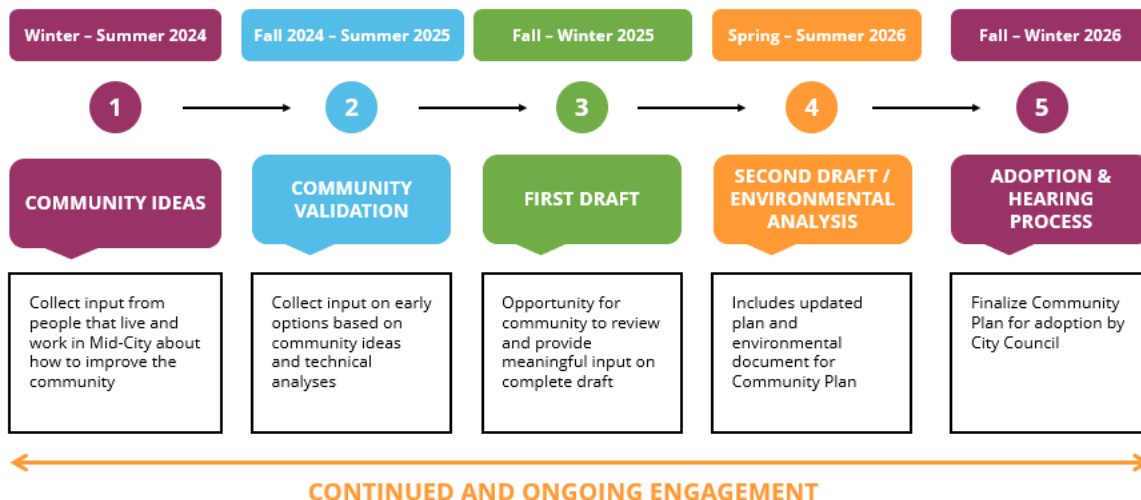 Winter – Summer 2024
Fall 2024 – Summer 2025
Fall – Winter 2025
Spring – Summer 2026
Fall – Winter 2026
1
2
3
4
5
COMMUNITY IDEAS
COMMUNITY
VALIDATION
FIRST DRAFT
SECOND DRAFT /
ENVIRONMENTAL
ANALYSIS
ADOPTION &
HEARING
PROCESS
Collect input from
people that live and
work in Mid-City about
how to improve the
community
Collect input on early
options based on
community ideas
and technical
analyses
Opportunity for
community to review
and provide
meaningful input on
complete draft
Includes updated
plan and
environmental
document for
Community Plan
Finalize Community
Plan for adoption by
City Council
CONTINUED AND ONGOING ENGAGEMENT